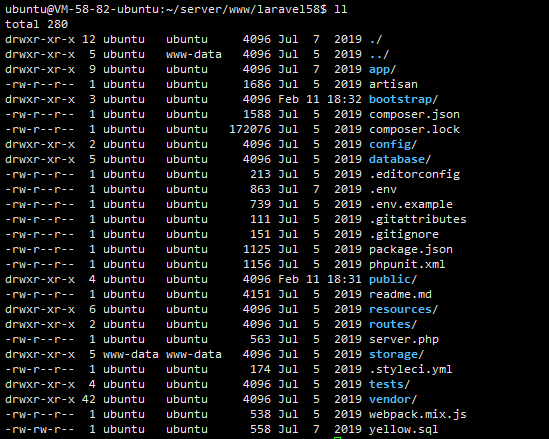 ubuntu@VM-58-82-ubuntu:~/server/www/laravel58$ ll
total 280
drwxr-xr-x 12 ubuntu   ubuntu     4096 Jul  7  2019 ./
drwxr-xr-x  5 ubuntu   www-data   4096 Jul  5  2019 ../
drwxr-xr-x  9 ubuntu   ubuntu     4096 Jul  7  2019 app/
-rw-r--r--  1 ubuntu   ubuntu     1686 Jul  5  2019 artisan
drwxr-xr-x  3 ubuntu   ubuntu     4096 Feb 11 18:32 bootstrap/
-rw-r--r--  1 ubuntu   ubuntu     1588 Jul  5  2019 composer.json
-rw-r--r--  1 ubuntu   ubuntu   172076 Jul  5  2019 composer.lock
drwxr-xr-x  2 ubuntu   ubuntu     4096 Jul  5  2019 config/
drwxr-xr-x  5 ubuntu   ubuntu     4096 Jul  5  2019 database/
-rw-r--r--  1 ubuntu   ubuntu      213 Jul  5  2019 .editorconfig
-rw-r--r--  1 ubuntu   ubuntu      863 Jul  7  2019 .env
-rw-r--r--  1 ubuntu   ubuntu      739 Jul  5  2019 .env.example
-rw-r--r--  1 ubuntu   ubuntu      111 Jul  5  2019 .gitattributes
-rw-r--r--  1 ubuntu   ubuntu      151 Jul  5  2019 .gitignore
-rw-r--r--  1 ubuntu   ubuntu     1125 Jul  5  2019 package.json
-rw-r--r--  1 ubuntu   ubuntu     1156 Jul  5  2019 phpunit.xml
drwxr-xr-x  4 ubuntu   ubuntu     4096 Feb 11 18:31 public/
-rw-r--r--  1 ubuntu   ubuntu     4151 Jul  5  2019 readme.md
drwxr-xr-x  6 ubuntu   ubuntu     4096 Jul  5  2019 resources/
drwxr-xr-x  2 ubuntu   ubuntu     4096 Jul  5  2019 routes/
-rw-r--r--  1 ubuntu   ubuntu      563 Jul  5  2019 server.php
drwxr-xr-x  5 www-data www-data   4096 Jul  5  2019 storage/
-rw-r--r--  1 ubuntu   ubuntu      174 Jul  5  2019 .styleci.yml
drwxr-xr-x  4 ubuntu   ubuntu     4096 Jul  5  2019 tests/
drwxr-xr-x 42 ubuntu   ubuntu     4096 Jul  5  2019 vendor/
-rw-r--r--  1 ubuntu   ubuntu      538 Jul  5  2019 webpack.mix.js
-rw-rw-r--  1 ubuntu   ubuntu      558 Jul  7  2019 yellow.sql